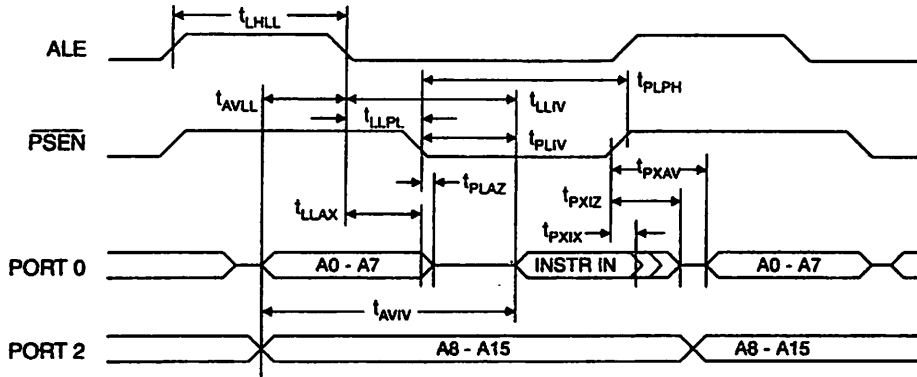 tLHLL
ALE
tPLPH
tAVLL
tLLIV
tLLPL
PSEN
tPLIV
tPXAV
tPLAZ
tPXIZ
tLLAX
tPXIX
PORT 0
A0 - A7
INSTR IN
A0 - A7
tAVIV
PORT 2
A8 - A15
A8 - A15